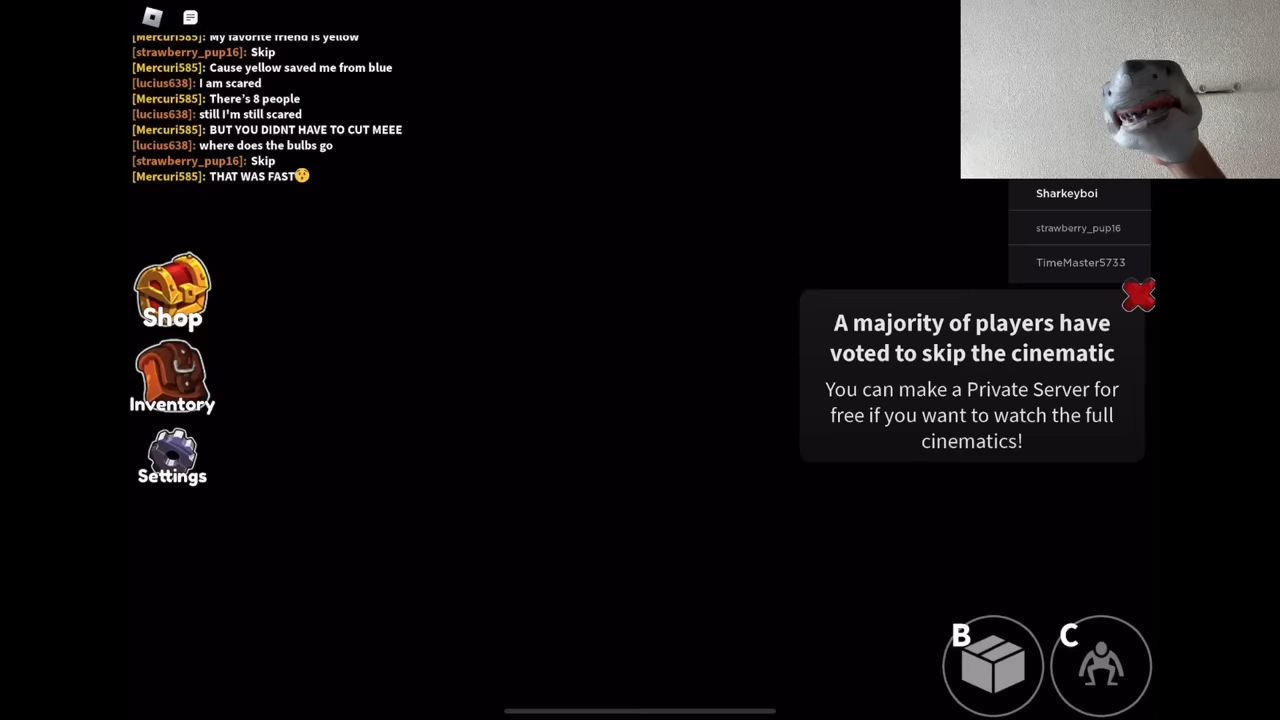 [Mercuri585]: My favorite friend is yellow
[strawberry_pup16]: Skip
[Mercuri585]: Cause yellow saved me from blue
[lucius638]: I am scared
[Mercuri585]: There's 8 people
[lucius638]: still I'm still scared
[Mercuri585]: BUT YOU DIDNT HAVE TO CUT MEEE
[lucius638]: where does the bulbs go
[strawberry_pup16]: Skip
[Mercuri585]: THAT WAS FAST😯
Sharkeyboi
strawberry_pup16
TimeMaster5733
Shop
Inventory
Settings
A majority of players have
voted to skip the cinematic
You can make a Private Server for
free if you want to watch the full
cinematics!
B
C